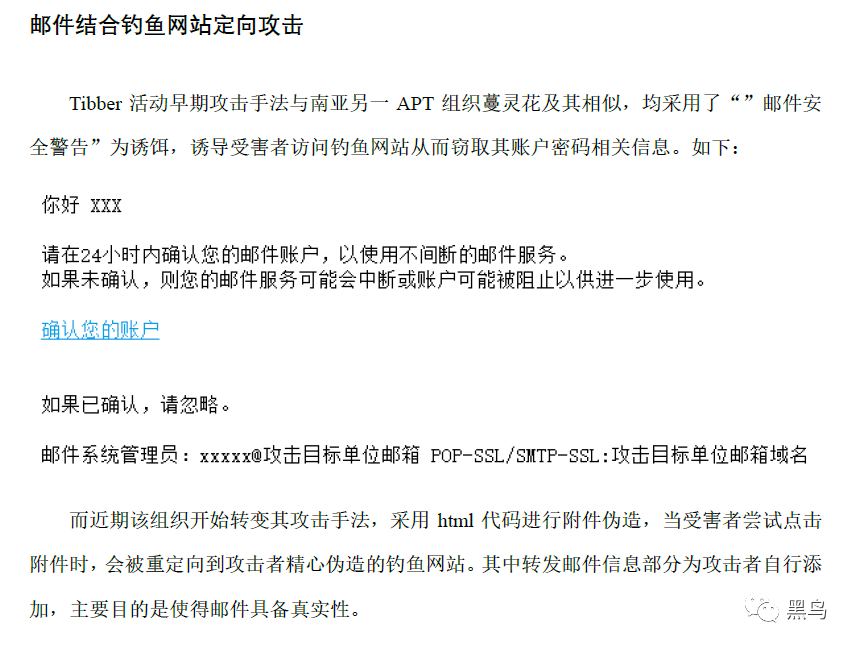 邮件结合钓鱼网站定向攻击
Tibber 活动早期攻击手法与南亚另一 APT 组织蔓灵花及其相似，均采用了“”邮件安
全警告”为诱饵，诱导受害者访问钓鱼网站从而窃取其账户密码相关信息。如下：
你好 XXX
请在24小时内确认您的邮件账户，以使用不间断的邮件服务。
如果未确认，则您的邮件服务可能会中断或账户可能被阻止以供进一步使用。
确认您的账户
如果已确认，请忽略。
邮件系统管理员：xxxxx@攻击目标单位邮箱 POP-SSL/SMTP-SSL:攻击目标单位邮箱域名
而近期该组织开始转变其攻击手法，采用 html 代码进行附件伪造，当受害者尝试点击
附件时，会被重定向到攻击者精心伪造的钓鱼网站。其中转发邮件信息部分为攻击者自行添
加，主要目的是使得邮件具备真实性。
黑鸟